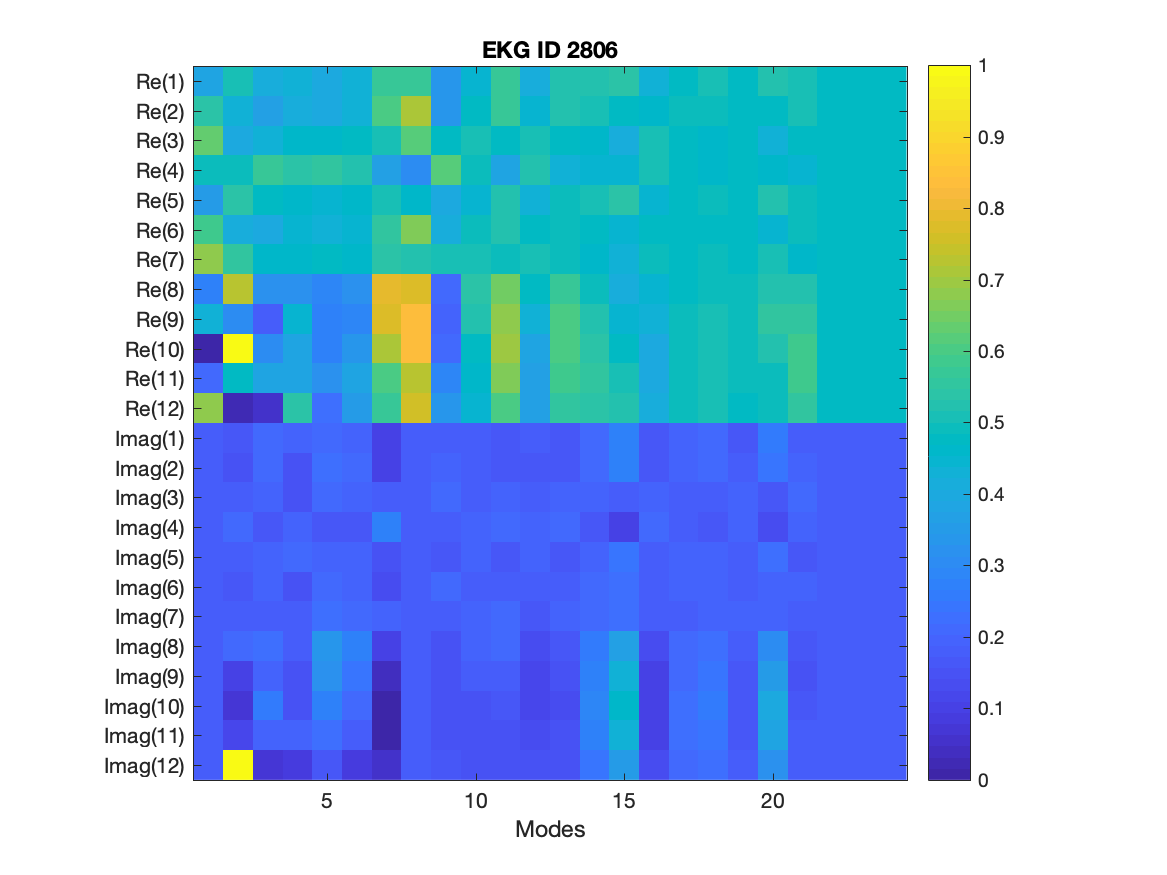 EKG ID 2806
Re(1)
Re(2)
Re(3)
Re(4)
Re(5)
Re(6)
Re(7)
Re(8)
Re(9)
Re(10)
Re(11)
Re(12)
Imag(1)
Imag(2)
Imag(3)
Imag(4)
Imag(5)
Imag(6)
Imag(7)
Imag(8)
Imag(9)
Imag(10)
Imag(11)
Imag(12)
5 10 15 20
Modes
1
0.9
0.8
0.7
0.6
0.5
0.4
0.3
0.2
0.1
0